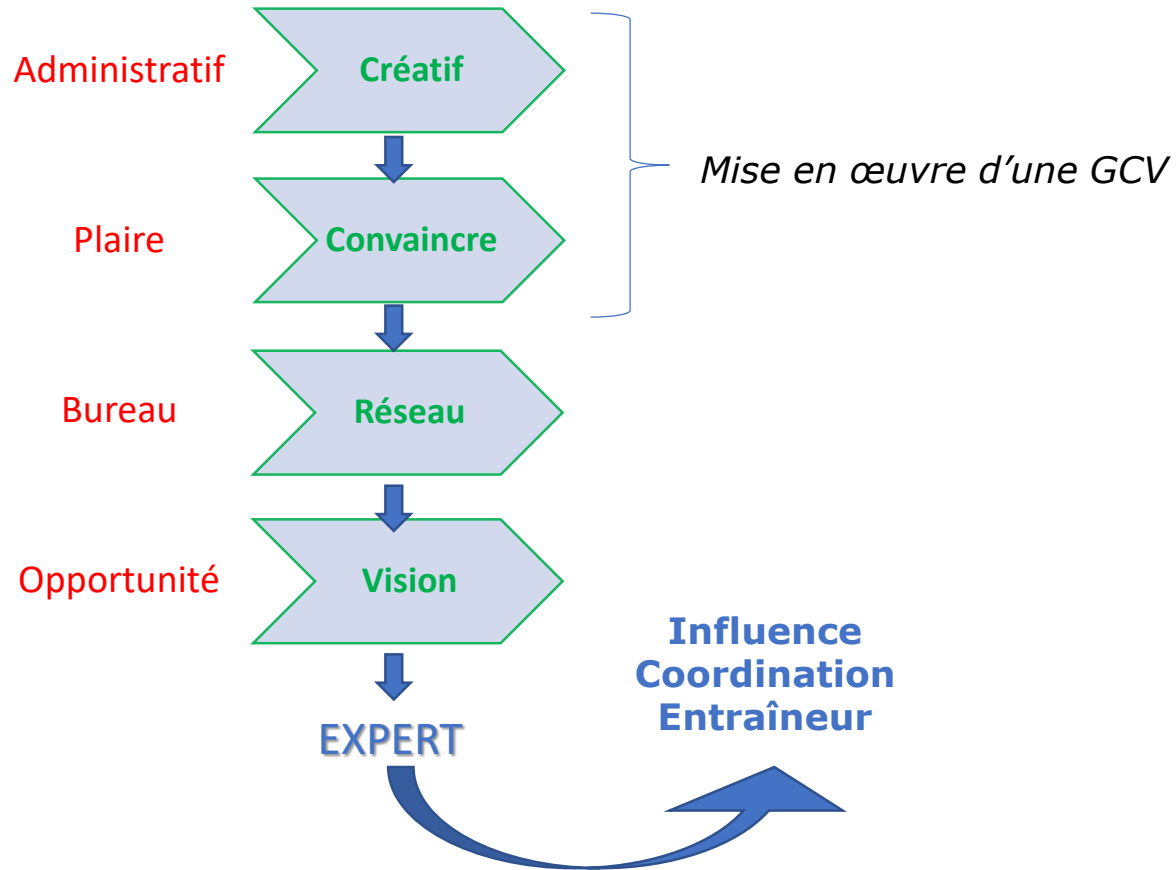 Administratif
Créatif
Mise en œuvre d’une GCV
Plaire
Convaincre
Bureau
Réseau
Opportunité
Vision
EXPERT
Influence
Coordination
Entraîneur